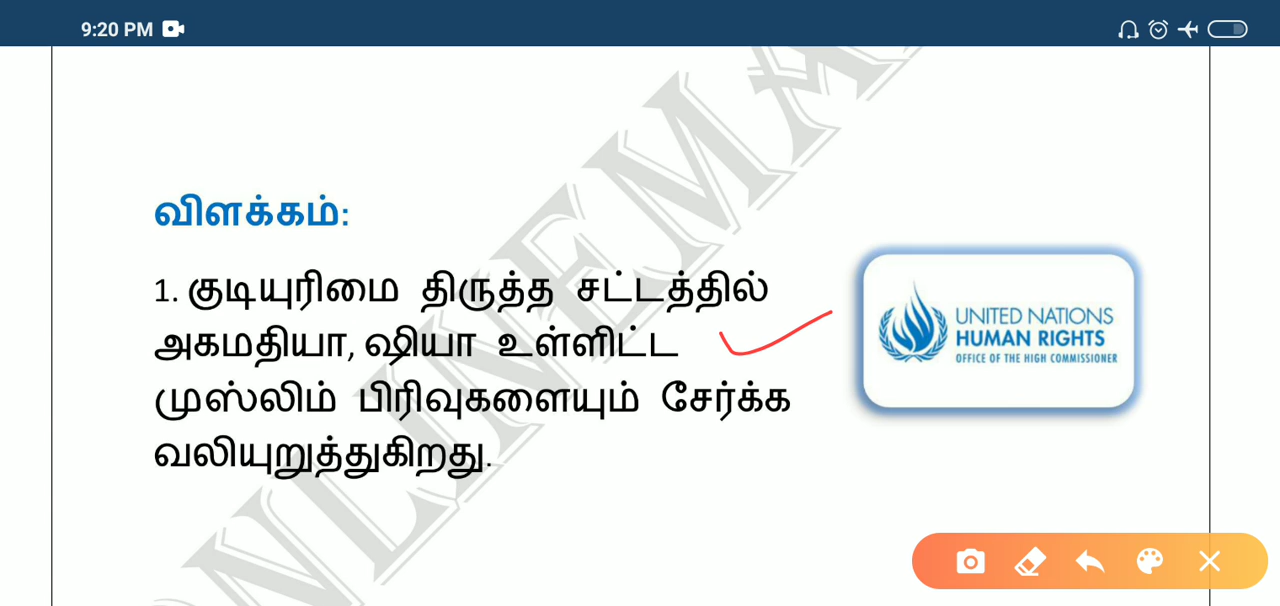 9:20 PM
விளக்கம்:
1. குடியுரிமை திருத்த சட்டத்தில்
அகமதியா, ஷியா உள்ளிட்ட
முஸ்லிம் பிரிவுகளையும் சேர்க்க
வலியுறுத்துகிறது.
UNITED NATIONS
HUMAN RIGHTS
OFFICE OF THE HIGH COMMISSIONER